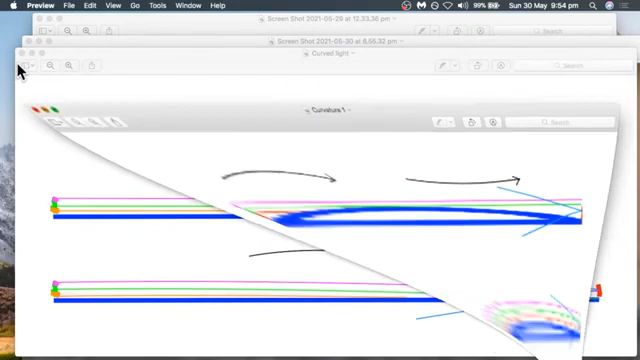 Preview File Edit View Go Tools Window Help 99% Sun 30 May 9:54 pm
Screen Shot 2021-05-29 at 12.33.36 pm
Screen Shot 2021-05-30 at 8.55.32 pm
Curved light
Search
Curvature 1
Search